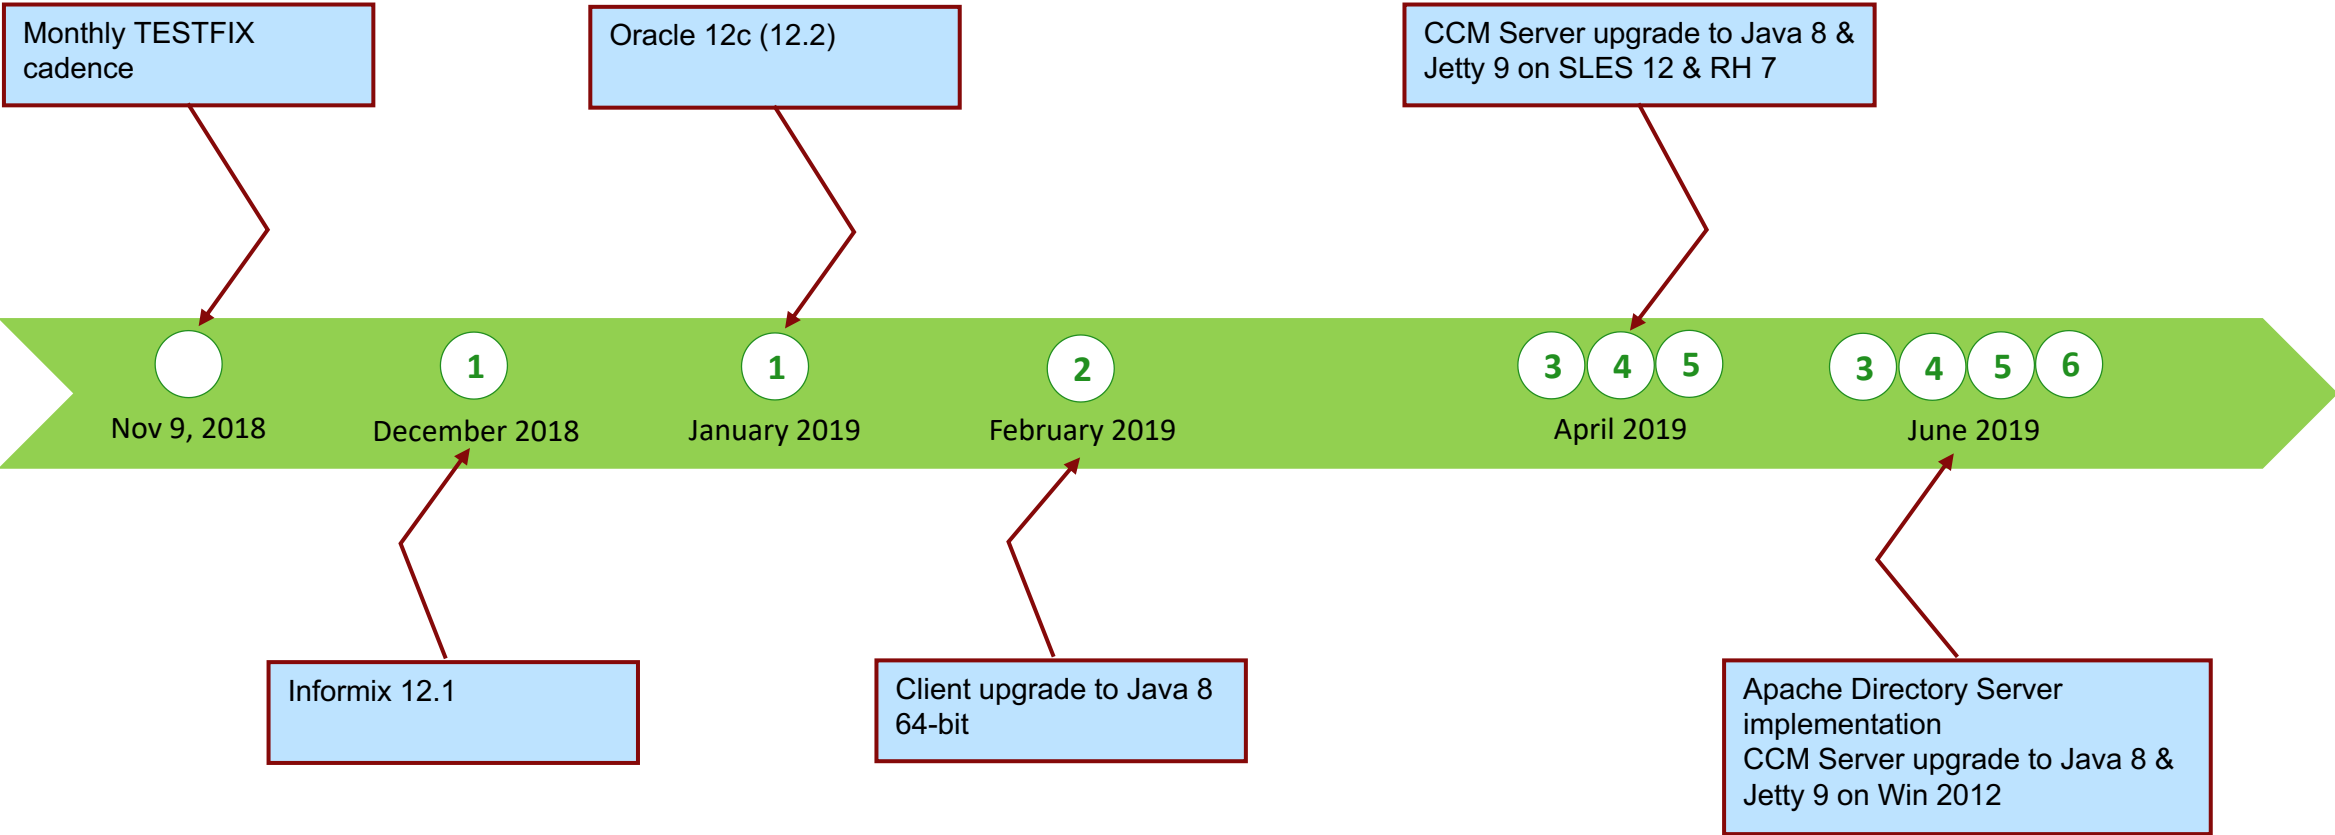 Monthly TESTFIX
cadence
Oracle 12c (12.2)
CCM Server upgrade to Java 8 &
Jetty 9 on SLES 12 & RH 7
1
1
2
3 4 5
3 4 5 6
Nov 9, 2018
December 2018
January 2019
February 2019
April 2019
June 2019
Informix 12.1
Client upgrade to Java 8
64-bit
Apache Directory Server
implementation
CCM Server upgrade to Java 8 &
Jetty 9 on Win 2012